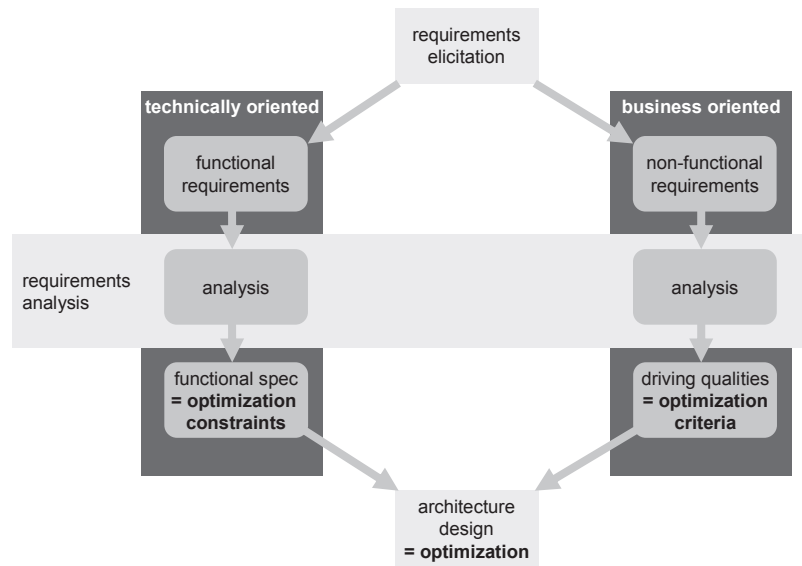 requirements
elicitation
technically oriented
business oriented
functional
requirements
non-functional
requirements
requirements
analysis
analysis
analysis
functional spec
= optimization
constraints
driving qualities
= optimization
criteria
architecture
design
= optimization